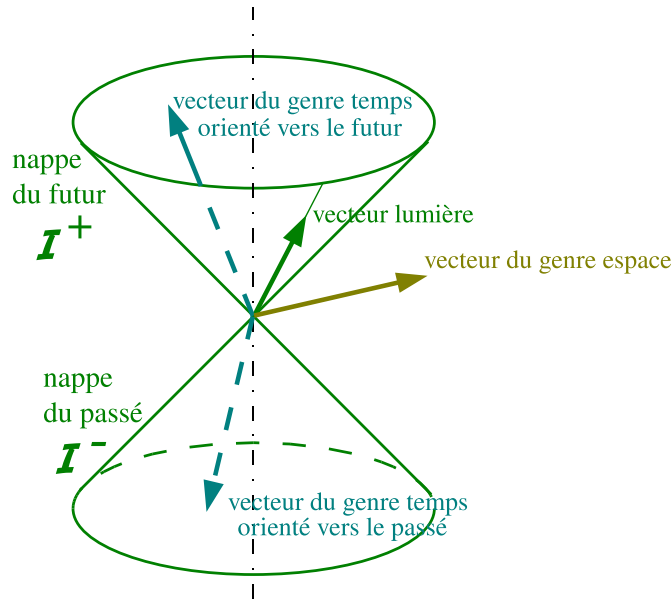 vecteur du genre temps
orienté vers le futur
nappe
du futur
I+
vecteur lumière
vecteur du genre espace
nappe
du passé
I-
vecteur du genre temps
orienté vers le passé